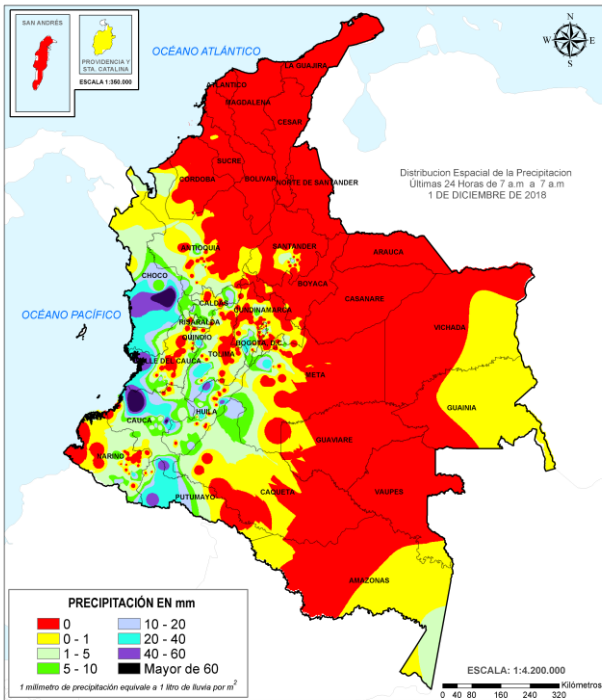 SAN ANDRÉS
PROVIDENCIA Y
STA. CATALINA
ESCALA 1:350.000
OCÉANO ATLÁNTICO
N
W E
S
LA GUAJIRA
ATLANTICO
MAGDALENA
CESAR
SUCRE
CORDOBA
BOLIVAR
NORTE DE SANTANDER
Distribucion Espacial de la Precipitacion
Últimas 24 Horas de 7 a.m a 7 a.m
1 DE DICIEMBRE DE 2018
ANTIOQUIA
SANTANDER
ARAUCA
CHOCO
BOYACA
CASANARE
OCÉANO PACÍFICO
CALDAS
CUNDINAMARCA
RISARALDA
VICHADA
QUINDIO
BOGOTA D.C.
TOLIMA
VALLE DEL CAUCA
META
GUAINIA
HUILA
CAUCA
GUAVIARE
NARIÑO
CAQUETA
VAUPES
PUTUMAYO
AMAZONAS
PRECIPITACIÓN EN mm
0
10 - 20
0 - 1
20 - 40
1 - 5
40 - 60
5 - 10
Mayor de 60
1 milímetro de precipitación equivale a 1 litro de lluvia por m2
ESCALA: 1:4.200.000
Kilómetros
0 40 80 160 240 320